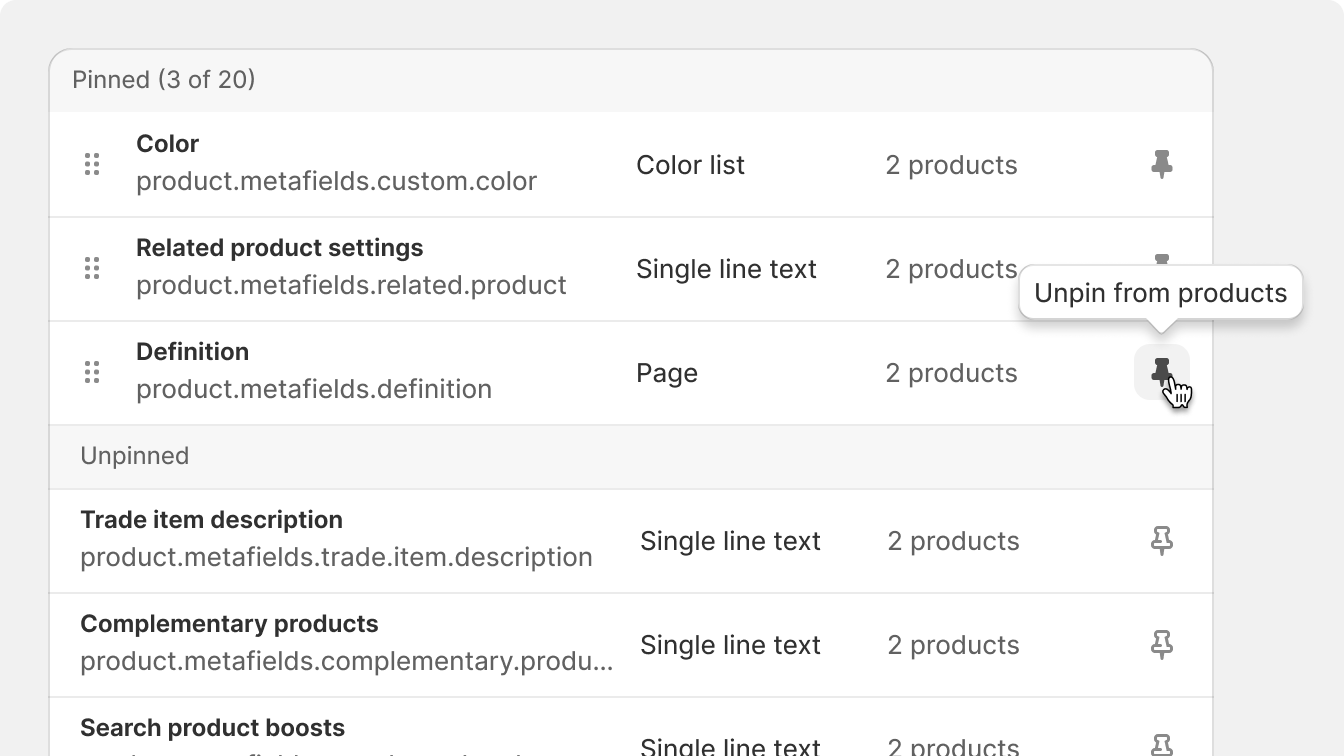 Pinned (3 of 20)
Color
product.metafields.custom.color
Color list
2 products
Related product settings
product.metafields.related.product
Single line text
2 products
Unpin from products
Definition
product.metafields.definition
Page
2 products
Unpinned
Trade item description
product.metafields.trade.item.description
Single line text
2 products
Complementary products
product.metafields.complementary.produ...
Single line text
2 products
Search product boosts
Single line text
2 products